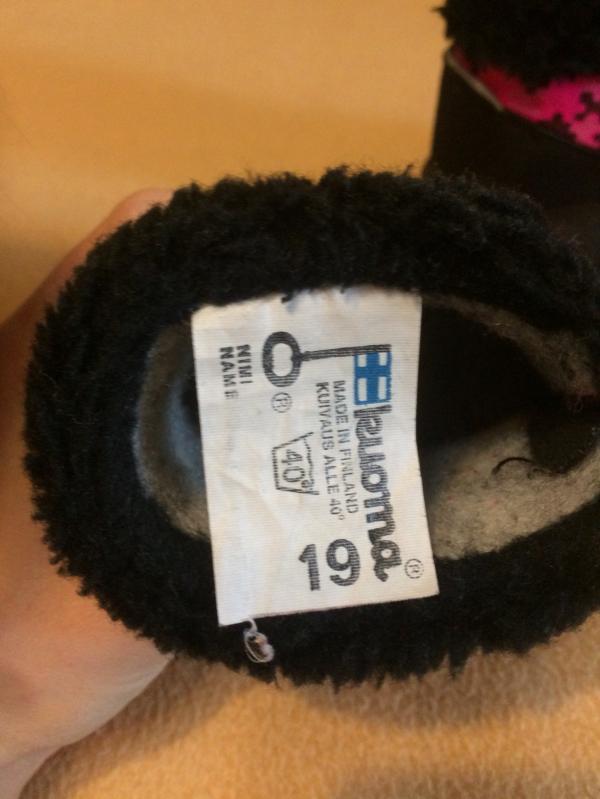 kuoma ®
MADE IN FINLAND
KUIVAUS ALLE 40°
40°
19
®
NIMI
NAME